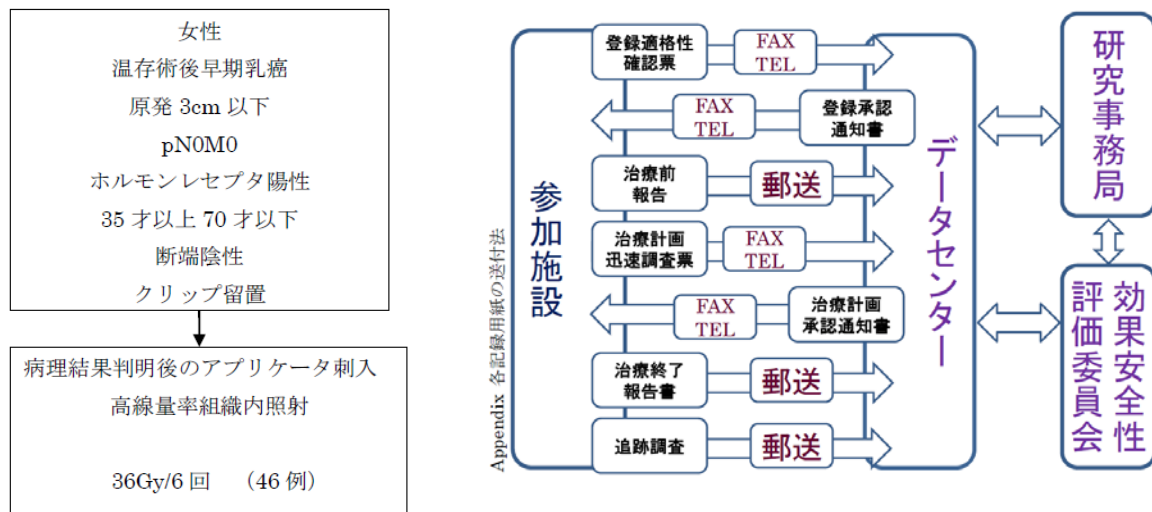 女性
温存術後早期乳癌
原発 3cm 以下
pN0M0
ホルモンレセプタ陽性
35 才以上 70 才以下
断端陰性
クリップ留置
病理結果判明後のアプリケータ刺入
高線量率組織内照射
36Gy/6 回 （46 例）
Appendix 各記録用紙の送付法
参加施設
登録適格性
確認票
FAX
TEL
FAX
TEL
登録承認
通知書
治療前
報告
郵送
治療計画
迅速調査票
FAX
TEL
FAX
TEL
治療計画
承認通知書
治療終了
報告書
郵送
追跡調査
郵送
データセンター
研究事務局
効果安全性
評価委員会